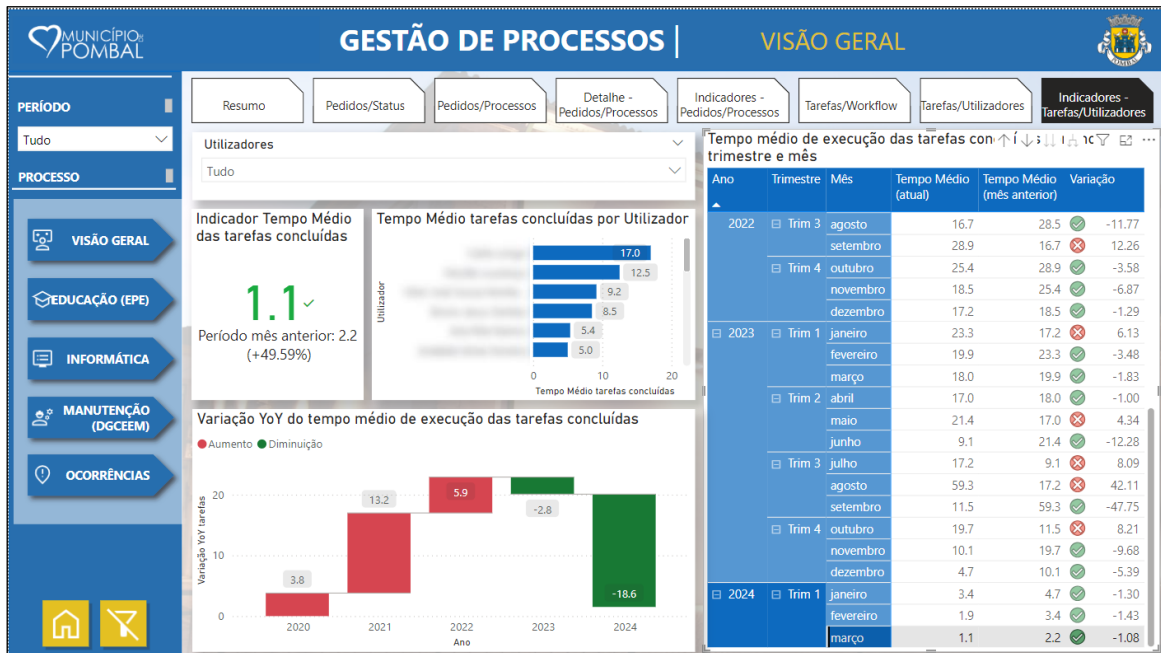 MUNICÍPIO DE
POMBAL
GESTÃO DE PROCESSOS |
VISÃO GERAL
POMBAL
PERÍODO
Tudo
PROCESSO
VISÃO GERAL
EDUCAÇÃO (EPE)
INFORMÁTICA
MANUTENÇÃO
(DGCEEM)
OCORRÊNCIAS
Resumo
Pedidos/Status
Pedidos/Processos
Detalhe -
Pedidos/Processos
Indicadores -
Pedidos/Processos
Tarefas/Workflow
Tarefas/Utilizadores
Indicadores -
Tarefas/Utilizadores
Utilizadores
Tudo
Indicador Tempo Médio
das tarefas concluídas
1.1
Período mês anterior: 2.2
(+49.59%)
Tempo Médio tarefas concluídas por Utilizador
Utilizador
17.0
12.5
9.2
8.5
5.4
5.0
0 10 20
Tempo Médio tarefas concluídas
Variação YoY do tempo médio de execução das tarefas concluídas
Aumento Diminuição
Variação YoY tarefas
20
10
0
3.8
13.2
5.9
-2.8
-18.6
2020 2021 2022 2023 2024
Ano
Tempo médio de execução das tarefas con
trimestre e mês
Ano Trimestre Mês Tempo Médio (atual) Tempo Médio (mês anterior) Variação
2022 Trim 3 agosto 16.7 28.5 -11.77
setembro 28.9 16.7 12.26
Trim 4 outubro 25.4 28.9 -3.58
novembro 18.5 25.4 -6.87
dezembro 17.2 18.5 -1.29
2023 Trim 1 janeiro 23.3 17.2 6.13
fevereiro 19.9 23.3 -3.48
março 18.0 19.9 -1.83
Trim 2 abril 17.0 18.0 -1.00
maio 21.4 17.0 4.34
junho 9.1 21.4 -12.28
Trim 3 julho 17.2 9.1 8.09
agosto 59.3 17.2 42.11
setembro 11.5 59.3 -47.75
Trim 4 outubro 19.7 11.5 8.21
novembro 10.1 19.7 -9.68
dezembro 4.7 10.1 -5.39
2024 Trim 1 janeiro 3.4 4.7 -1.30
fevereiro 1.9 3.4 -1.43
março 1.1 2.2 -1.08